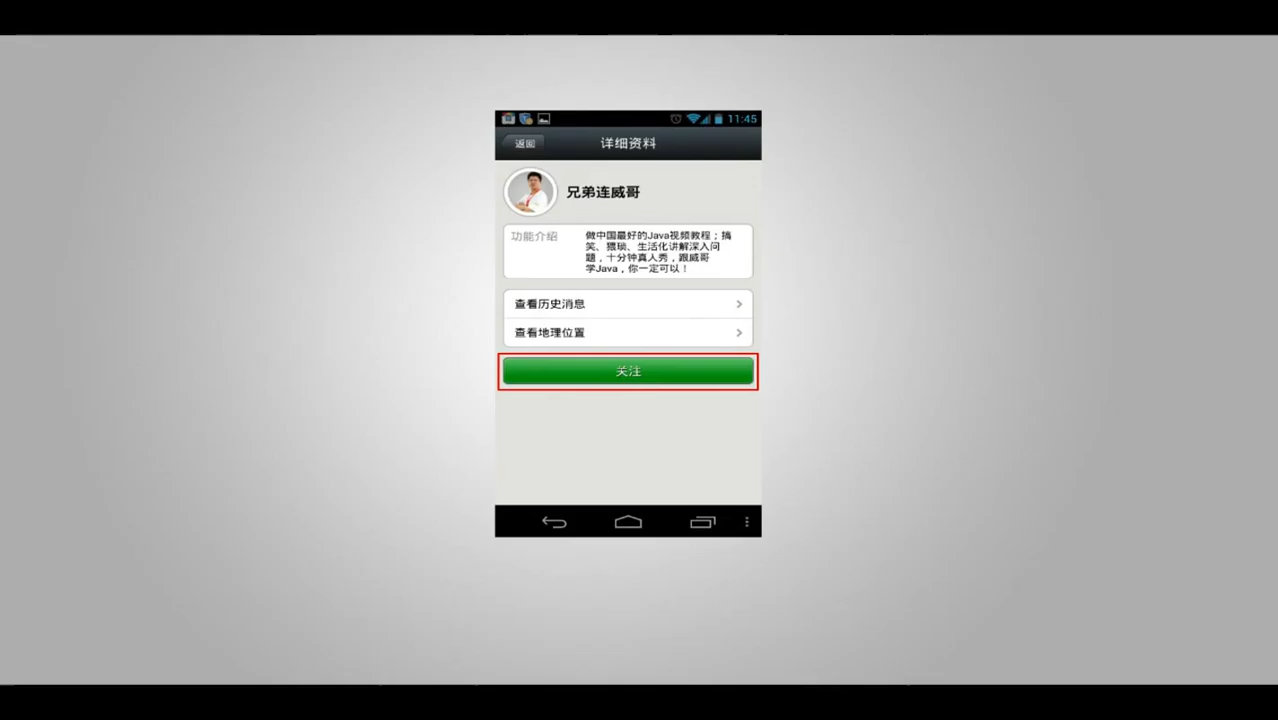 11:45
返回
详细资料
兄弟连威哥
功能介绍
做中国最好的Java视频教程；搞
笑、猥琐、生活化讲解深入问
题，十分钟真人秀，跟威哥
学Java，你一定可以！
查看历史消息
查看地理位置
关注